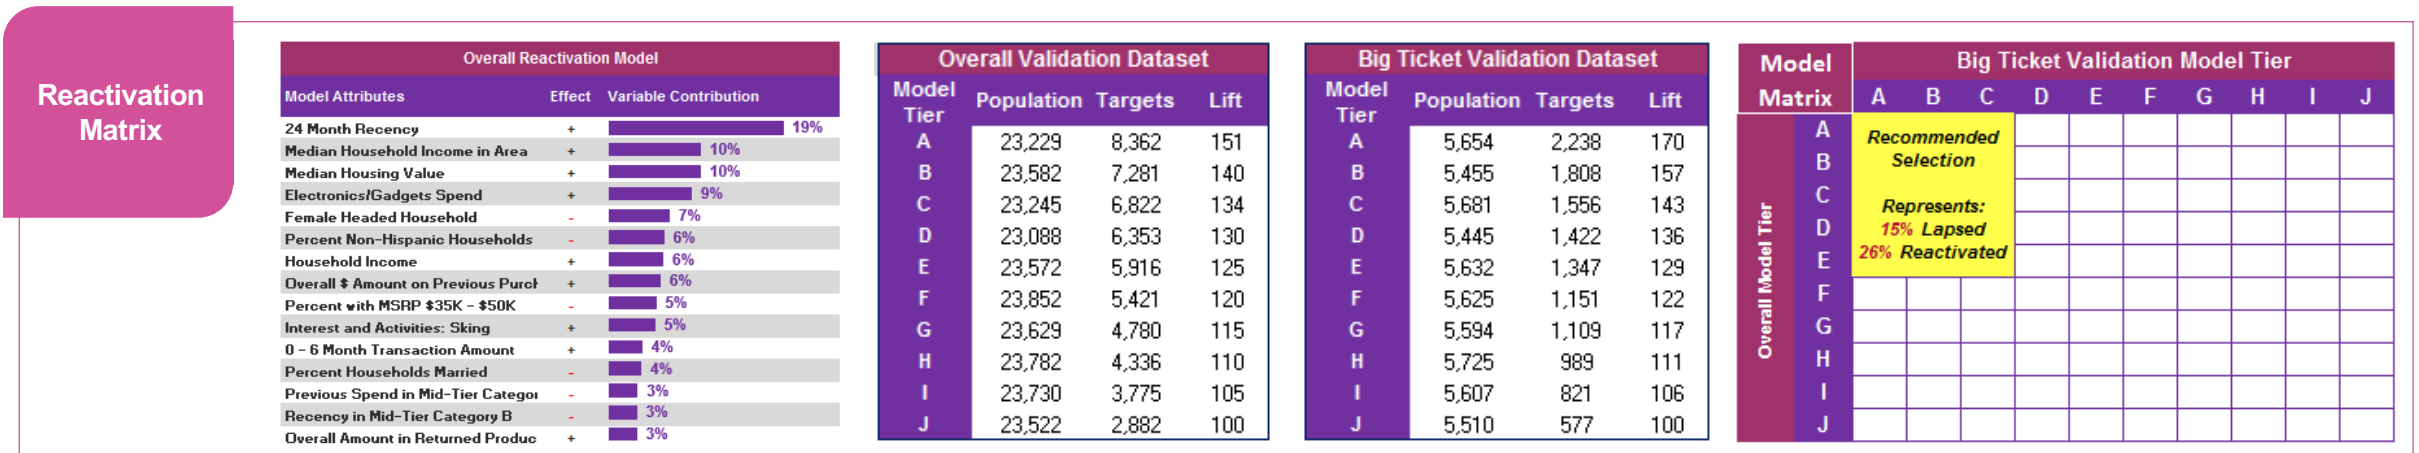 Reactivation
Matrix
Overall Reactivation Model
Model Attributes Effect Variable Contribution
24 Month Recency + 19%
Median Household Income in Area + 10%
Median Housing Value + 10%
Electronics/Gadgets Spend + 9%
Female Headed Household - 7%
Percent Non-Hispanic Households - 6%
Household Income + 6%
Overall $ Amount on Previous Purch + 6%
Percent with MSRP $35K - $50K - 5%
Interest and Activities: Sking + 5%
0 - 6 Month Transaction Amount + 4%
Percent Households Married - 4%
Previous Spend in Mid-Tier Categor - 3%
Recency in Mid-Tier Category B - 3%
Overall Amount in Returned Produc + 3%
Overall Validation Dataset
Model Tier Population Targets Lift
A 23,229 8,362 151
B 23,582 7,281 140
C 23,245 6,822 134
D 23,088 6,353 130
E 23,572 5,916 125
F 23,852 5,421 120
G 23,629 4,780 115
H 23,782 4,336 110
I 23,730 3,775 105
J 23,522 2,882 100
Big Ticket Validation Dataset
Model Tier Population Targets Lift
A 5,654 2,238 170
B 5,455 1,808 157
C 5,681 1,556 143
D 5,445 1,422 136
E 5,632 1,347 129
F 5,625 1,151 122
G 5,594 1,109 117
H 5,725 989 111
I 5,607 821 106
J 5,510 577 100
Model Matrix
Big Ticket Validation Model Tier
A B C D E F G H I J
Overall Model Tier
A
B
C
D
E
F
G
H
I
J
Recommended
Selection
Represents:
15% Lapsed
26% Reactivated